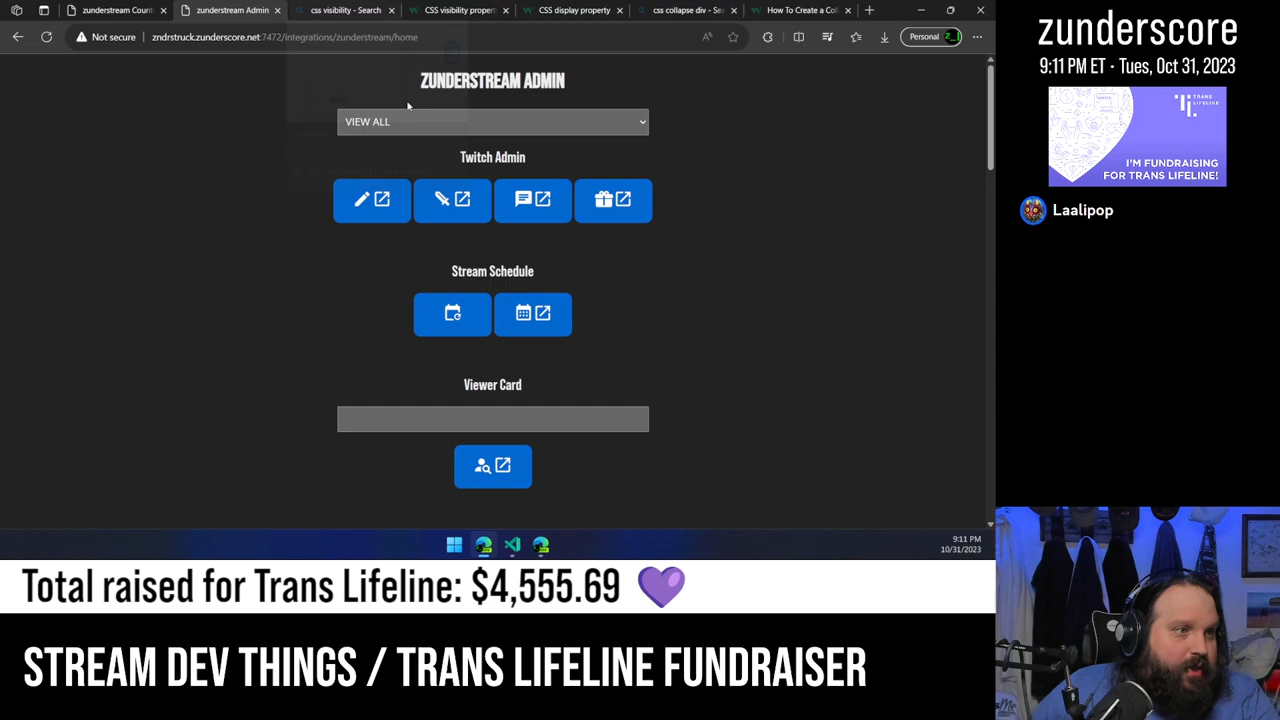 zunderstream Count
zunderstream Admin
css visibility - Search
CSS visibility propert
CSS display property
css collapse div - Sea
How To Create a Col
Not secure
zndrstruck.zunderscore.net:7472/integrations/zunderstream/home
Personal
ZUNDERSTREAM ADMIN
VIEW ALL
Twitch Admin
Stream Schedule
Viewer Card
9:11 PM
10/31/2023
zunderscore
9:11 PM ET · Tues, Oct 31, 2023
TRANS
LIFELINE
I'M FUNDRAISING
FOR TRANS LIFELINE!
Laalipop
Total raised for Trans Lifeline: $4,555.69
STREAM DEV THINGS / TRANS LIFELINE FUNDRAISER